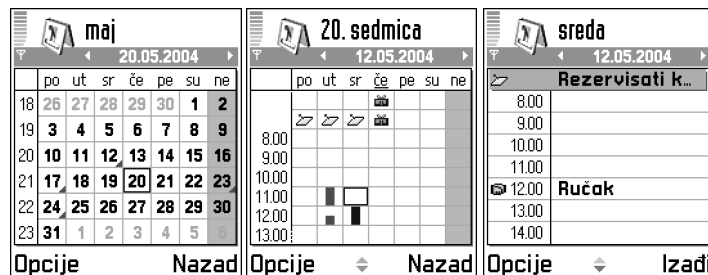 maj
20.05.2004
po ut sr če pe su ne
18 26 27 28 29 30 1 2
19 3 4 5 6 7 8 9
20 10 11 12 13 14 15 16
21 17 18 19 20 21 22 23
22 24 25 26 27 28 29 30
23 31 1 2 3 4 5 6
Opcije Nazad
20. sedmica
12.05.2004
po ut sr če pe su ne
8.00
9.00
10.00
11.00
12.00
13.00
Opcije Nazad
sreda
12.05.2004
Rezervisati k...
8.00
9.00
10.00
11.00
12.00 Ručak
13.00
14.00
Opcije Izađi